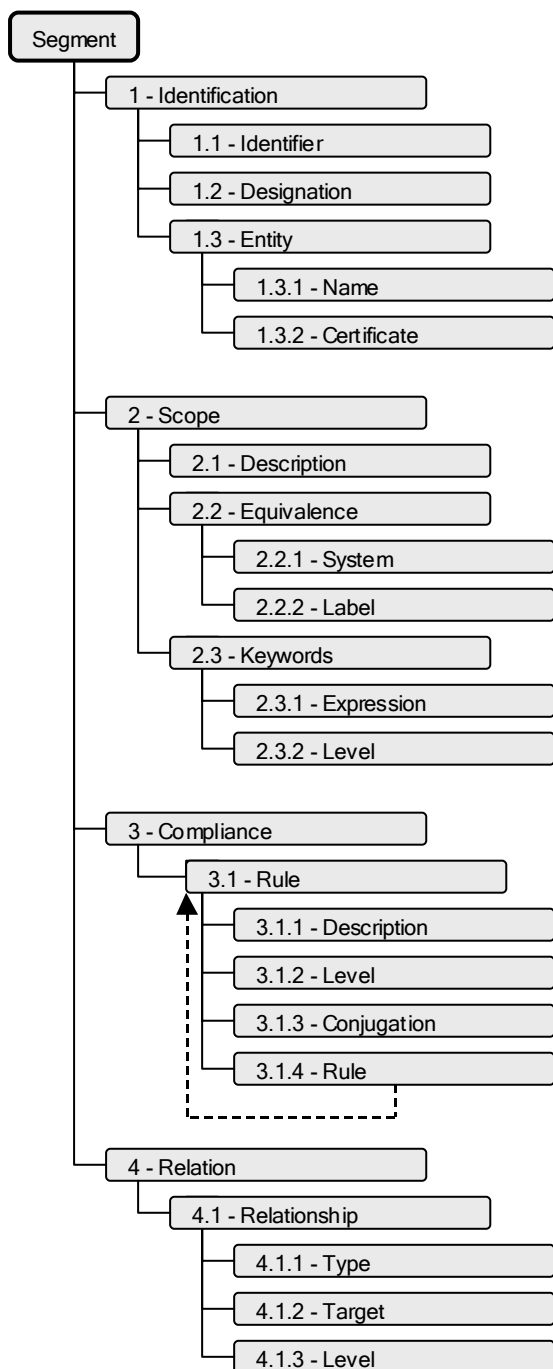 Segment
1 - Identification
1.1 - Identifier
1.2 - Designation
1.3 - Entity
1.3.1 - Name
1.3.2 - Certificate
2 - Scope
2.1 - Description
2.2 - Equivalence
2.2.1 - System
2.2.2 - Label
2.3 - Keywords
2.3.1 - Expression
2.3.2 - Level
3 - Compliance
3.1 - Rule
3.1.1 - Description
3.1.2 - Level
3.1.3 - Conjugation
3.1.4 - Rule
4 - Relation
4.1 - Relationship
4.1.1 - Type
4.1.2 - Target
4.1.3 - Level